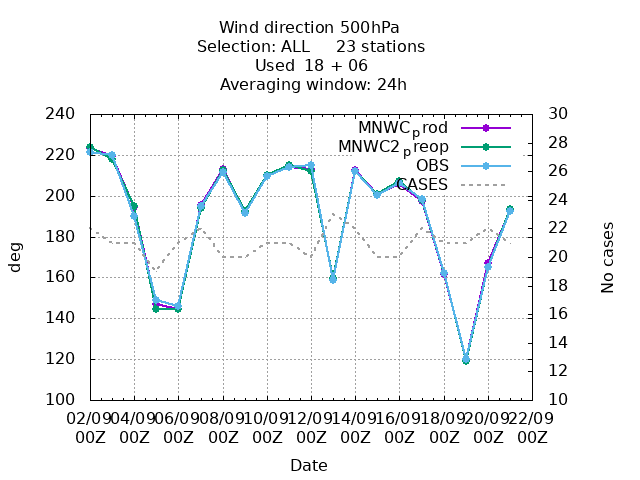 Wind direction 500hPa
Selection: ALL 23 stations
Used 18 + 06
Averaging window: 24h
MNWC_prod
MNWC2_preop
OBS
CASES
deg
240
220
200
180
160
140
120
100
No cases
30
28
26
24
22
20
18
16
14
12
10
02/09 04/09 06/09 08/09 10/09 12/09 14/09 16/09 18/09 20/09 22/09
00Z 00Z 00Z 00Z 00Z 00Z 00Z 00Z 00Z 00Z 00Z
Date